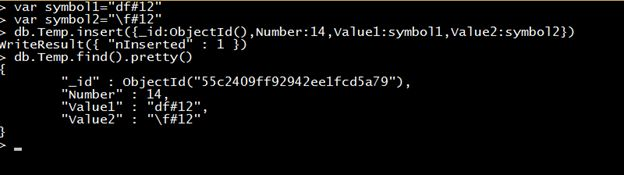 > var symbol1="df#12"
> var symbol2="\f#12"
> db.Temp.insert({_id:ObjectId(),Number:14,Value1:symbol1,Value2:symbol2})
WriteResult({ "nInserted" : 1 })
> db.Temp.find().pretty()
{
        "_id" : ObjectId("55c2409ff92942ee1fcd5a79"),
        "Number" : 14,
        "Value1" : "df#12",
        "Value2" : "\f#12"
}
> _